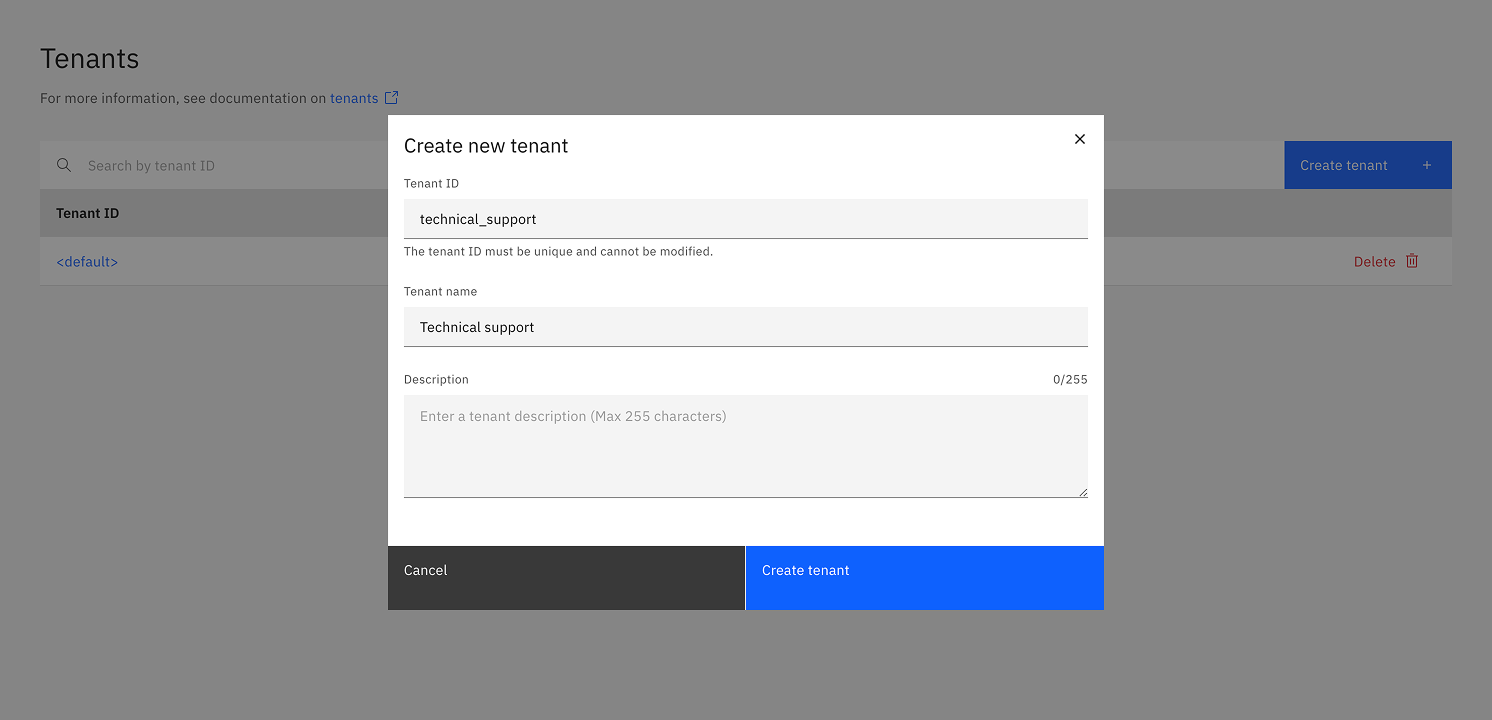 Tenants
For more information, see documentation on tenants
Search by tenant ID
Create tenant +
Tenant ID
<default>
Delete
Create new tenant
Tenant ID
technical_support
The tenant ID must be unique and cannot be modified.
Tenant name
Technical support
Description 0/255
Enter a tenant description (Max 255 characters)
Cancel
Create tenant